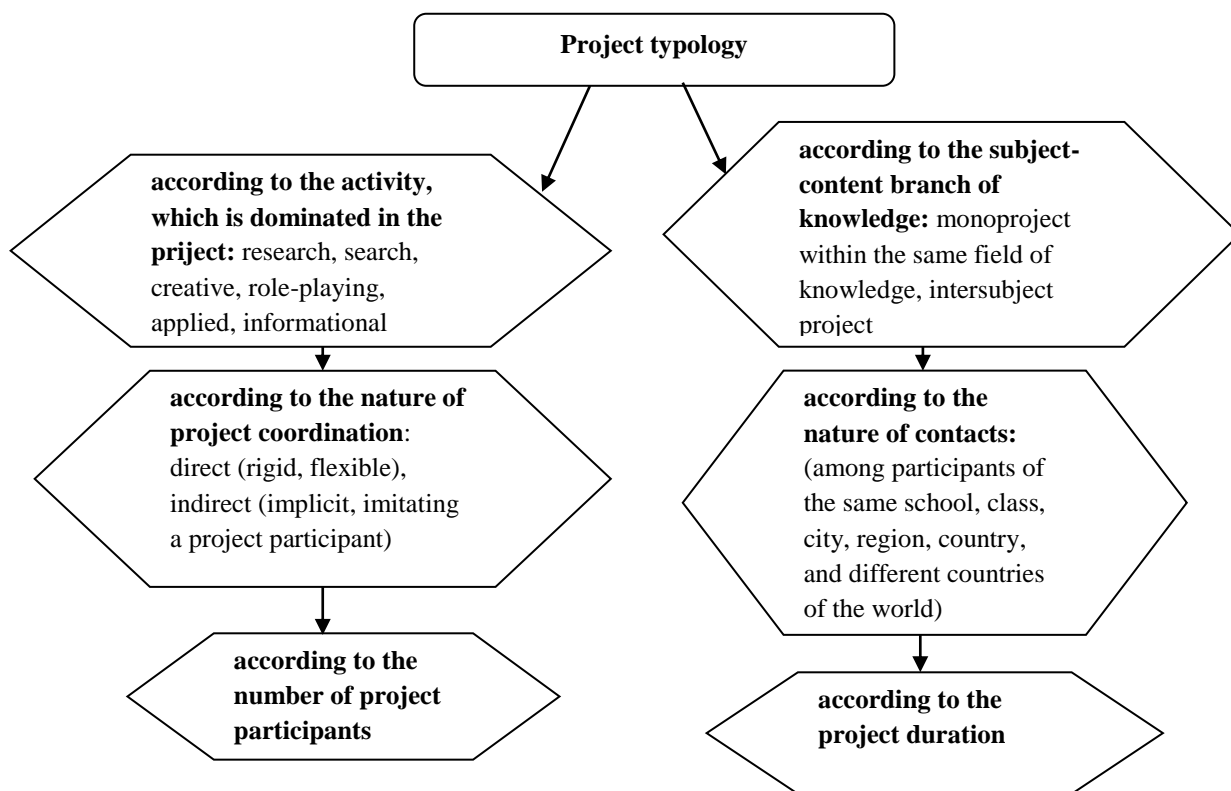 Project typology
according to the activity,
which is dominated in the
priject: research, search,
creative, role-playing,
applied, informational
according to the subject-
content branch of
knowledge: monoproject
within the same field of
knowledge, intersubject
project
according to the nature of
project coordination:
direct (rigid, flexible),
indirect (implicit, imitating
a project participant)
according to the
nature of contacts:
(among participants of
the same school, class,
city, region, country,
and different countries
of the world)
according to the
number of project
participants
according to the
project duration